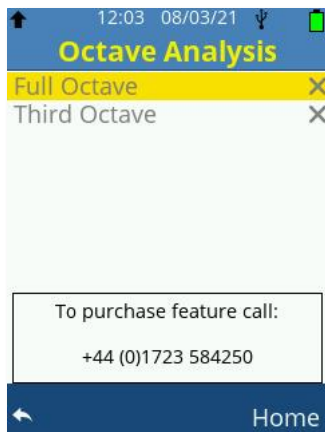 12:03 08/03/21
Octave Analysis
Full Octave
Third Octave
To purchase feature call:
+44 (0)1723 584250
Home